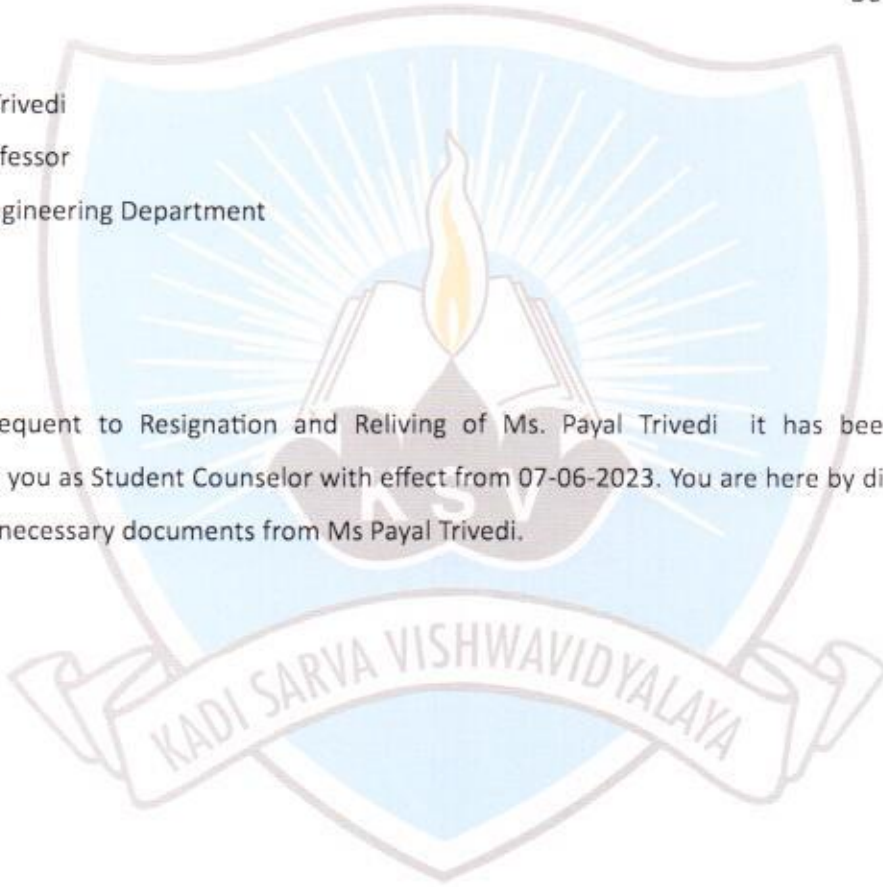 Trivedi
fessor
gineering Department
equent to Resignation and Reliving of Ms. Payal Trivedi it has bee
you as Student Counselor with effect from 07-06-2023. You are here by di
necessary documents from Ms Payal Trivedi.
KSV
KADI SARVA VISHWAVIDYALAYA